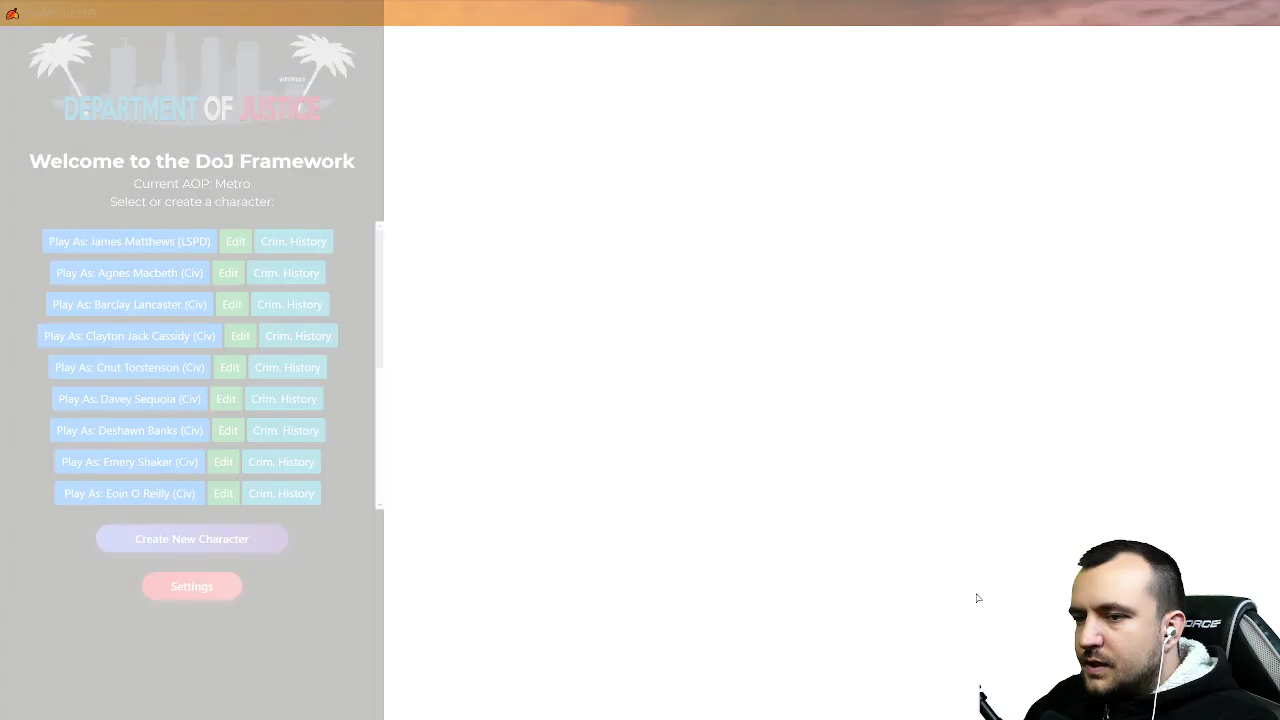 VINEWOOD
DEPARTMENT OF JUSTICE
Welcome to the DoJ Framework
Current AOP: Metro
Select or create a character:
Play As: James Matthews (LSPD) Edit Crim. History
Play As: Agnes Macbeth (Civ) Edit Crim. History
Play As: Barclay Lancaster (Civ) Edit Crim. History
Play As: Clayton Jack Cassidy (Civ) Edit Crim. History
Play As: Cnut Torstenson (Civ) Edit Crim. History
Play As: Davey Sequoia (Civ) Edit Crim. History
Play As: Deshawn Banks (Civ) Edit Crim. History
Play As: Emery Shaker (Civ) Edit Crim. History
Play As: Eoin O Reilly (Civ) Edit Crim. History
Create New Character
Settings